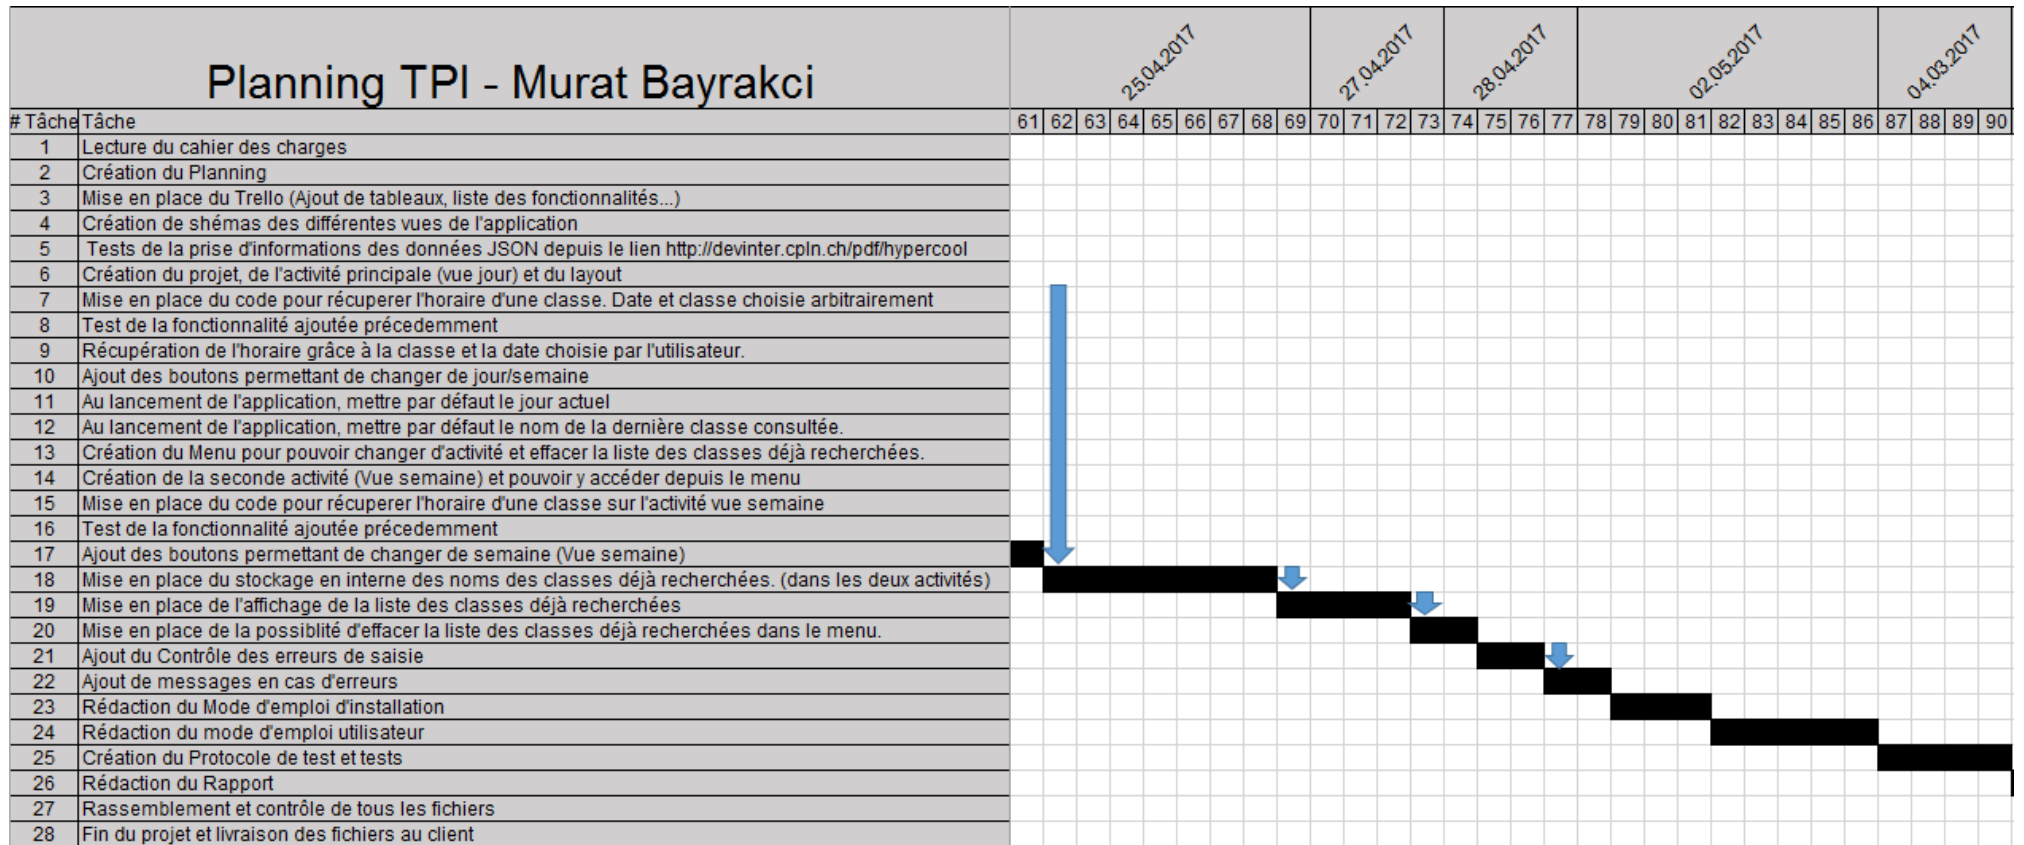 Planning TPI - Murat Bayrakci
25.04.2017 27.04.2017 28.04.2017 02.05.2017 04.03.2017
# Tâche Tâche 61 62 63 64 65 66 67 68 69 70 71 72 73 74 75 76 77 78 79 80 81 82 83 84 85 86 87 88 89 90
1 Lecture du cahier des charges
2 Création du Planning
3 Mise en place du Trello (Ajout de tableaux, liste des fonctionnalités...)
4 Création de shémas des différentes vues de l'application
5 Tests de la prise d'informations des données JSON depuis le lien http://devinter.cpln.ch/pdf/hypercool
6 Création du projet, de l'activité principale (vue jour) et du layout
7 Mise en place du code pour récuperer l'horaire d'une classe. Date et classe choisie arbitrairement
8 Test de la fonctionnalité ajoutée précedemment
9 Récupération de l'horaire grâce à la classe et la date choisie par l'utilisateur.
10 Ajout des boutons permettant de changer de jour/semaine
11 Au lancement de l'application, mettre par défaut le jour actuel
12 Au lancement de l'application, mettre par défaut le nom de la dernière classe consultée.
13 Création du Menu pour pouvoir changer d'activité et effacer la liste des classes déjà recherchées.
14 Création de la seconde activité (Vue semaine) et pouvoir y accéder depuis le menu
15 Mise en place du code pour récuperer l'horaire d'une classe sur l'activité vue semaine
16 Test de la fonctionnalité ajoutée précedemment
17 Ajout des boutons permettant de changer de semaine (Vue semaine)
18 Mise en place du stockage en interne des noms des classes déjà recherchées. (dans les deux activités)
19 Mise en place de l'affichage de la liste des classes déjà recherchées
20 Mise en place de la possiblité d'effacer la liste des classes déjà recherchées dans le menu.
21 Ajout du Contrôle des erreurs de saisie
22 Ajout de messages en cas d'erreurs
23 Rédaction du Mode d'emploi d'installation
24 Rédaction du mode d'emploi utilisateur
25 Création du Protocole de test et tests
26 Rédaction du Rapport
27 Rassemblement et contrôle de tous les fichiers
28 Fin du projet et livraison des fichiers au client